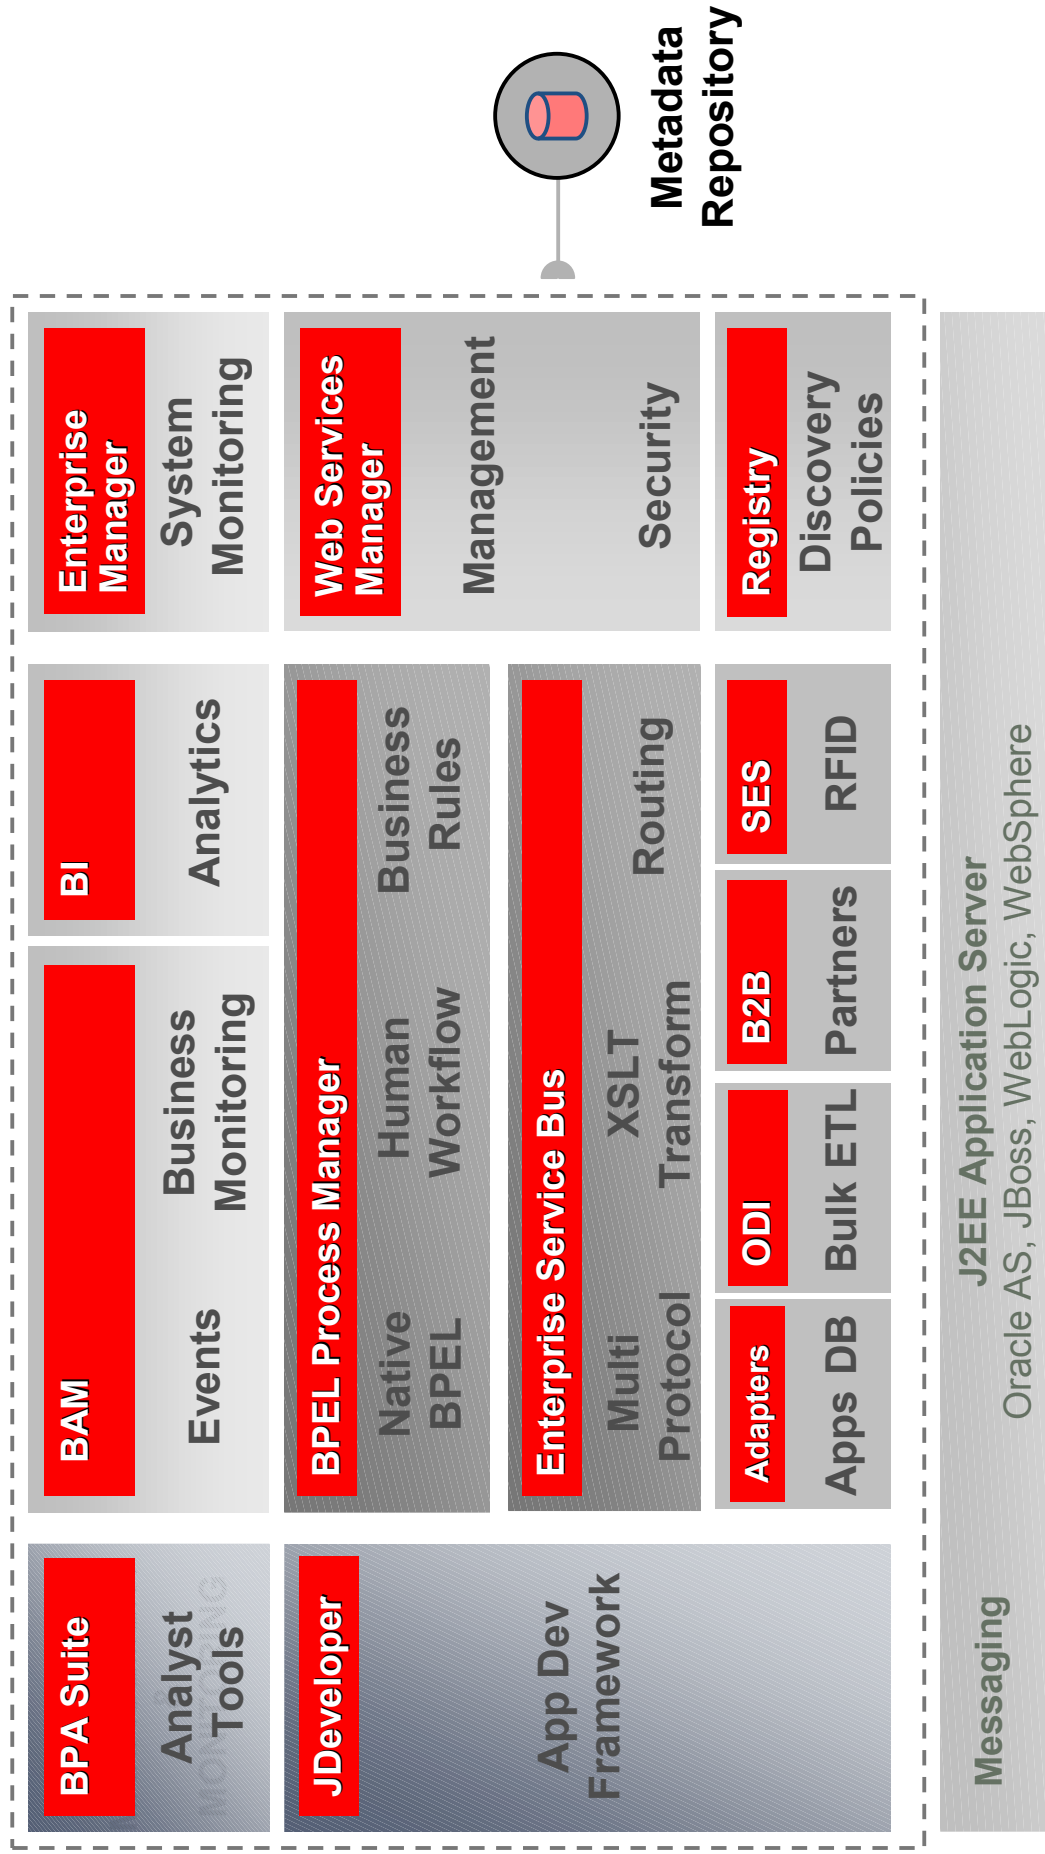 BPA Suite
Analyst
Tools
MONITORING
BAM
Events
Business
Monitoring
BI
Analytics
Enterprise
Manager
System
Monitoring
JDeveloper
App Dev
Framework
BPEL Process Manager
Native
BPEL
Human
Workflow
Business
Rules
Web Services
Manager
Management
Security
Enterprise Service Bus
Multi
Protocol
XSLT
Transform
Routing
Adapters
Apps DB
ODI
Bulk ETL
B2B
Partners
SES
RFID
Registry
Discovery
Policies
Metadata
Repository
Messaging
J2EE Application Server
Oracle AS, JBoss, WebLogic, WebSphere